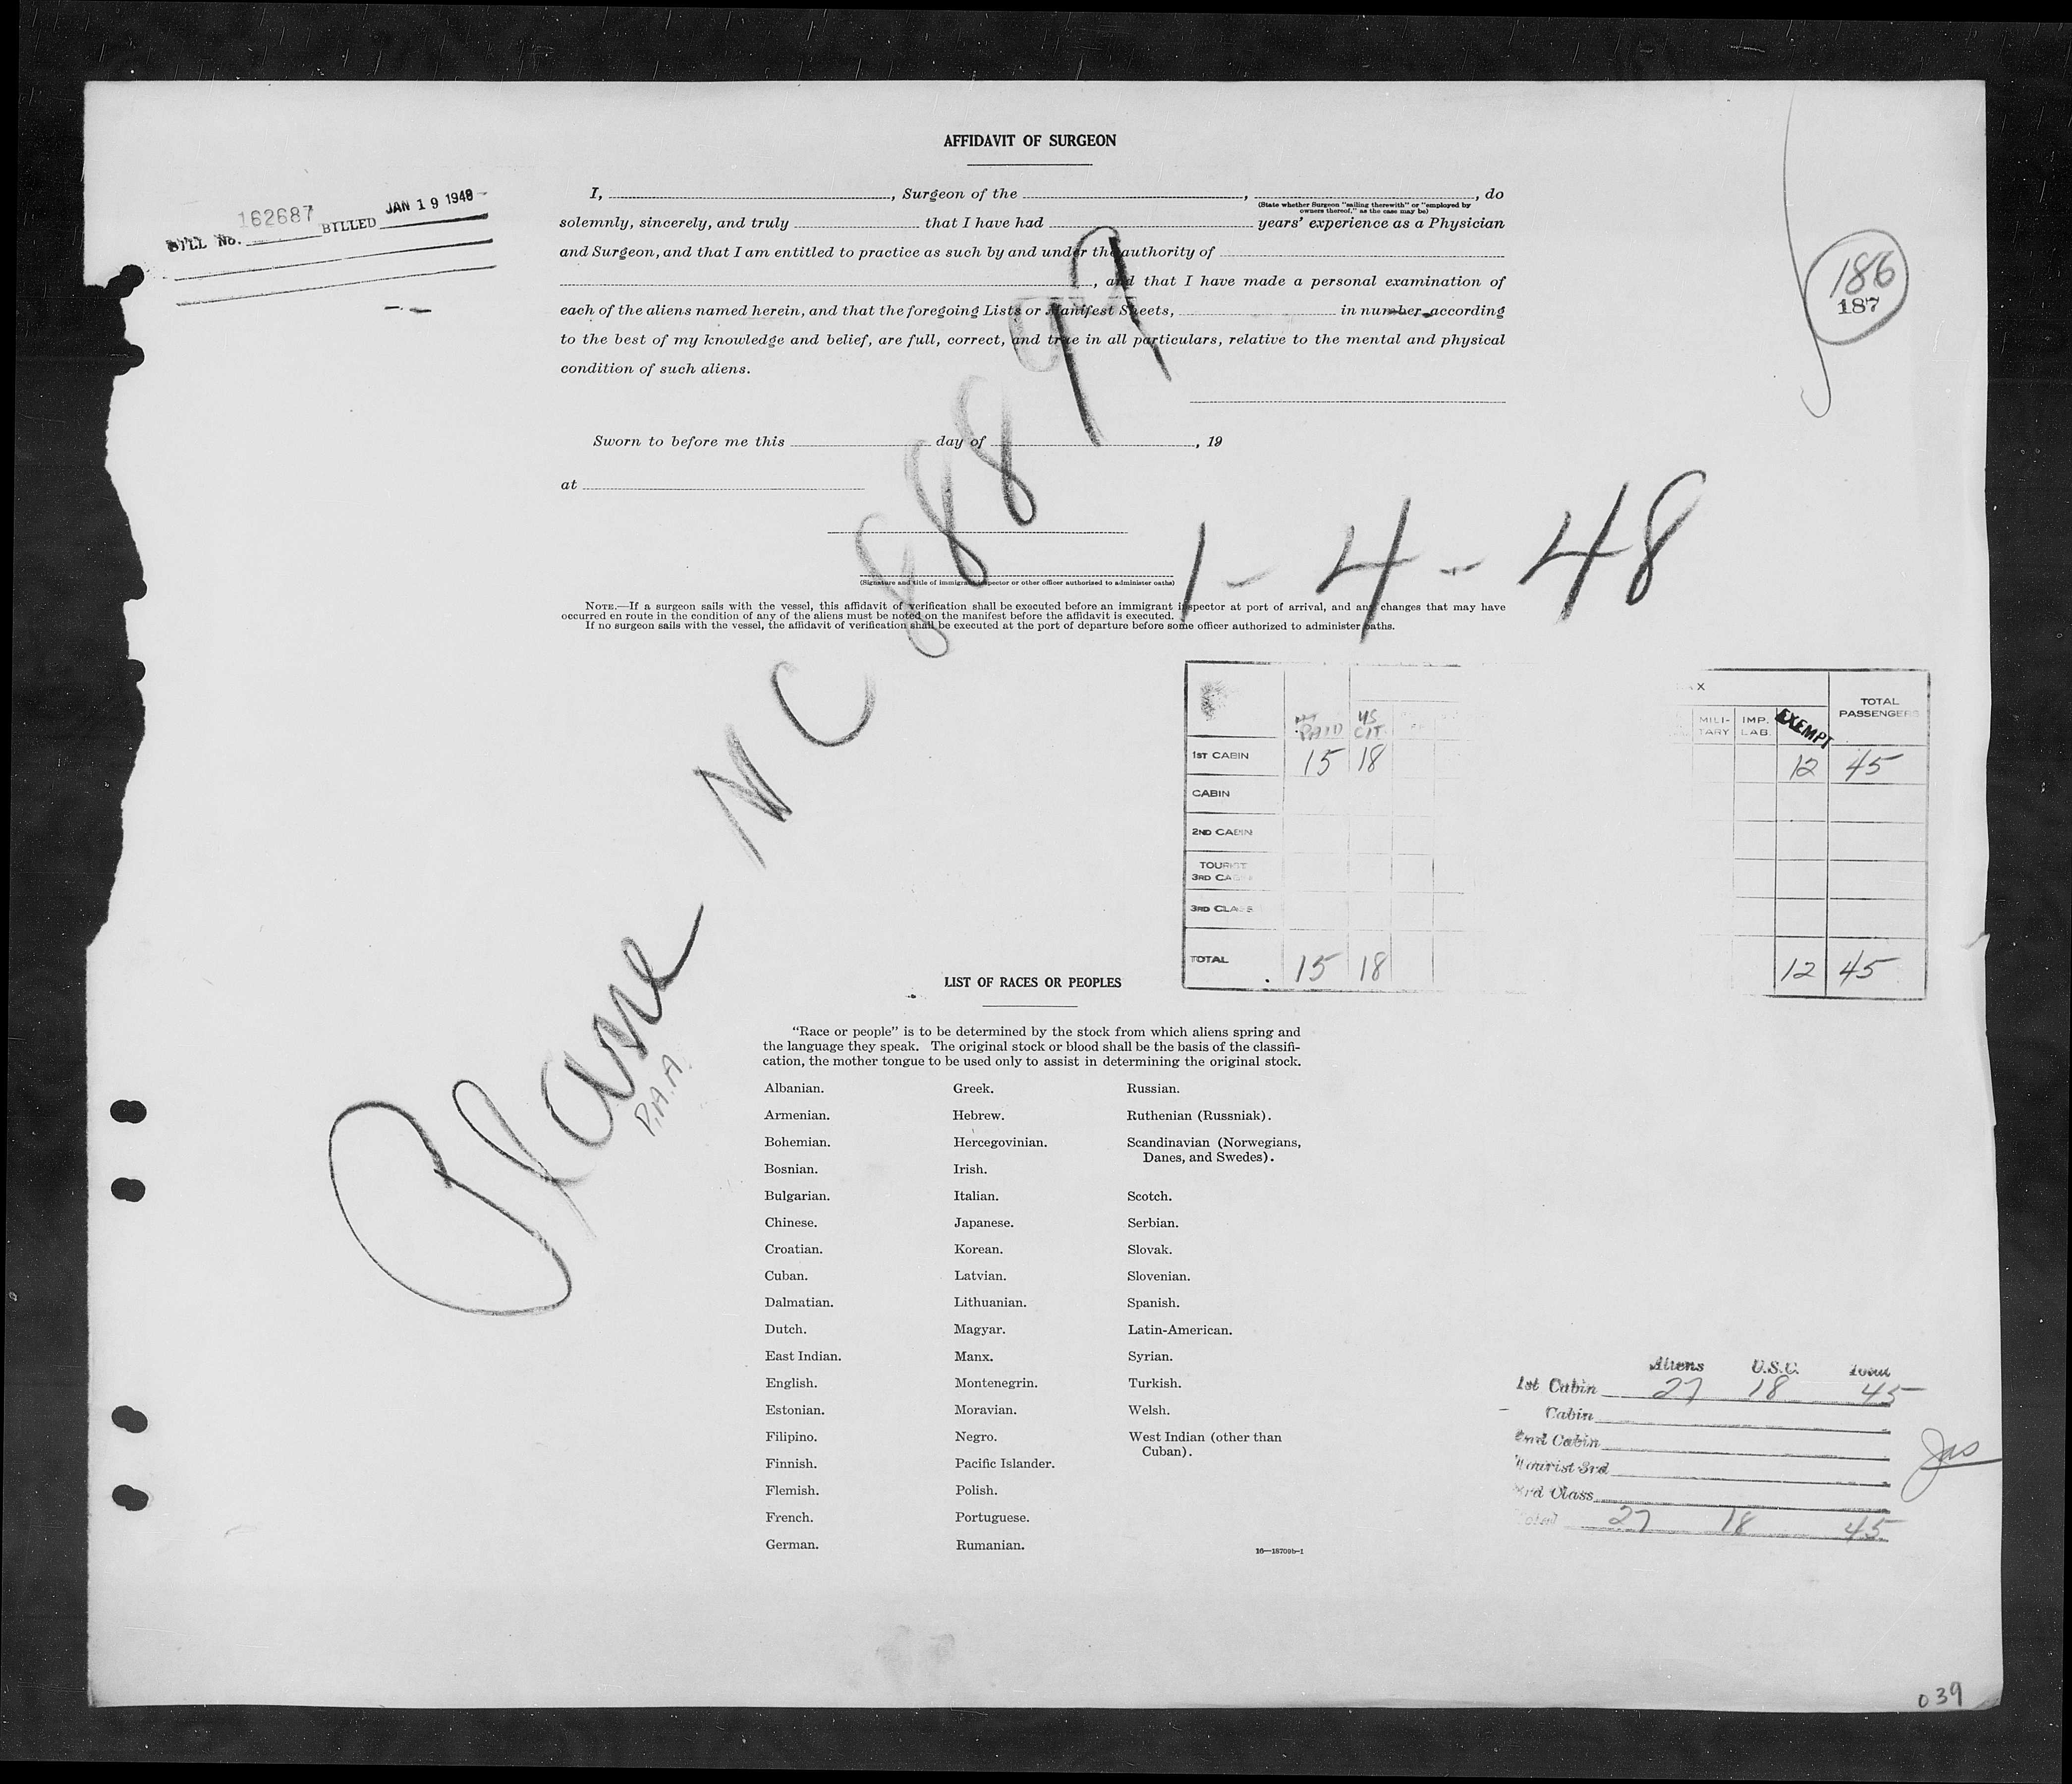 AFFIDAVIT OF SURGEON
BILL No. 162687 BILLED JAN 19 1948
I, , Surgeon of the , , do
(State whether Surgeon "sailing therewith" or "employed by
owners thereof," as the case may be)
solemnly, sincerely, and truly that I have had years' experience as a Physician
and Surgeon, and that I am entitled to practice as such by and under the authority of
, and that I have made a personal examination of
each of the aliens named herein, and that the foregoing Lists or Manifest Sheets, in number, according
to the best of my knowledge and belief, are full, correct, and true in all particulars, relative to the mental and physical
condition of such aliens.
186
187
Sworn to before me this day of , 19
at
(Signature and title of immigrant inspector or other officer authorized to administer oaths)
NOTE.—If a surgeon sails with the vessel, this affidavit of verification shall be executed before an immigrant inspector at port of arrival, and any changes that may have
occurred en route in the condition of any of the aliens must be noted on the manifest before the affidavit is executed.
If no surgeon sails with the vessel, the affidavit of verification shall be executed at the port of departure before some officer authorized to administer oaths.
Plane NC 88899
P.A.A.
1-4-48
PAID US CIT. X MILITARY IMP. LAB. EXEMPT TOTAL PASSENGERS
1ST CABIN 15 18 12 45
CABIN
2ND CABIN
TOURIST
3RD CABIN
3RD CLASS
TOTAL 15 18 12 45
LIST OF RACES OR PEOPLES
"Race or people" is to be determined by the stock from which aliens spring and
the language they speak. The original stock or blood shall be the basis of the classifi-
cation, the mother tongue to be used only to assist in determining the original stock.
Albanian.
Armenian.
Bohemian.
Bosnian.
Bulgarian.
Chinese.
Croatian.
Cuban.
Dalmatian.
Dutch.
East Indian.
English.
Estonian.
Filipino.
Finnish.
Flemish.
French.
German.
Greek.
Hebrew.
Hercegovinian.
Irish.
Italian.
Japanese.
Korean.
Latvian.
Lithuanian.
Magyar.
Manx.
Montenegrin.
Moravian.
Negro.
Pacific Islander.
Polish.
Portuguese.
Rumanian.
Russian.
Ruthenian (Russniak).
Scandinavian (Norwegians,
Danes, and Swedes).
Scotch.
Serbian.
Slovak.
Slovenian.
Spanish.
Latin-American.
Syrian.
Turkish.
Welsh.
West Indian (other than
Cuban).
16—18709b-1
Aliens U.S.C. Total
1st Cabin 27 18 45
Cabin
2nd Cabin
Tourist 3rd
3rd Class
Total 27 18 45
039